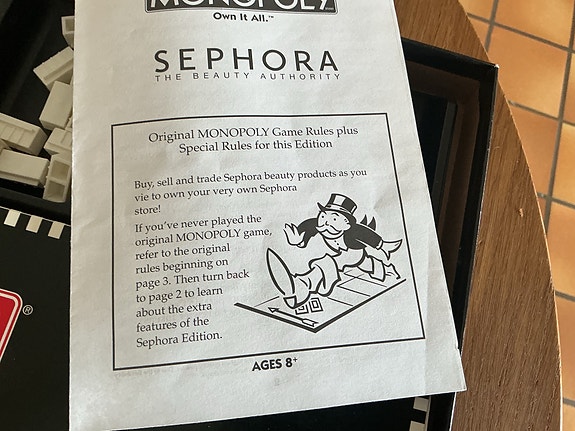 MONOPOLY
Own It All.™
SEPHORA
THE BEAUTY AUTHORITY
Original MONOPOLY Game Rules plus
Special Rules for this Edition
Buy, sell and trade Sephora beauty products as you
vie to own your very own Sephora
store!
If you've never played the
original MONOPOLY game,
refer to the original
rules beginning on
page 3. Then turn back
to page 2 to learn
about the extra
features of the
Sephora Edition.
AGES 8+
®